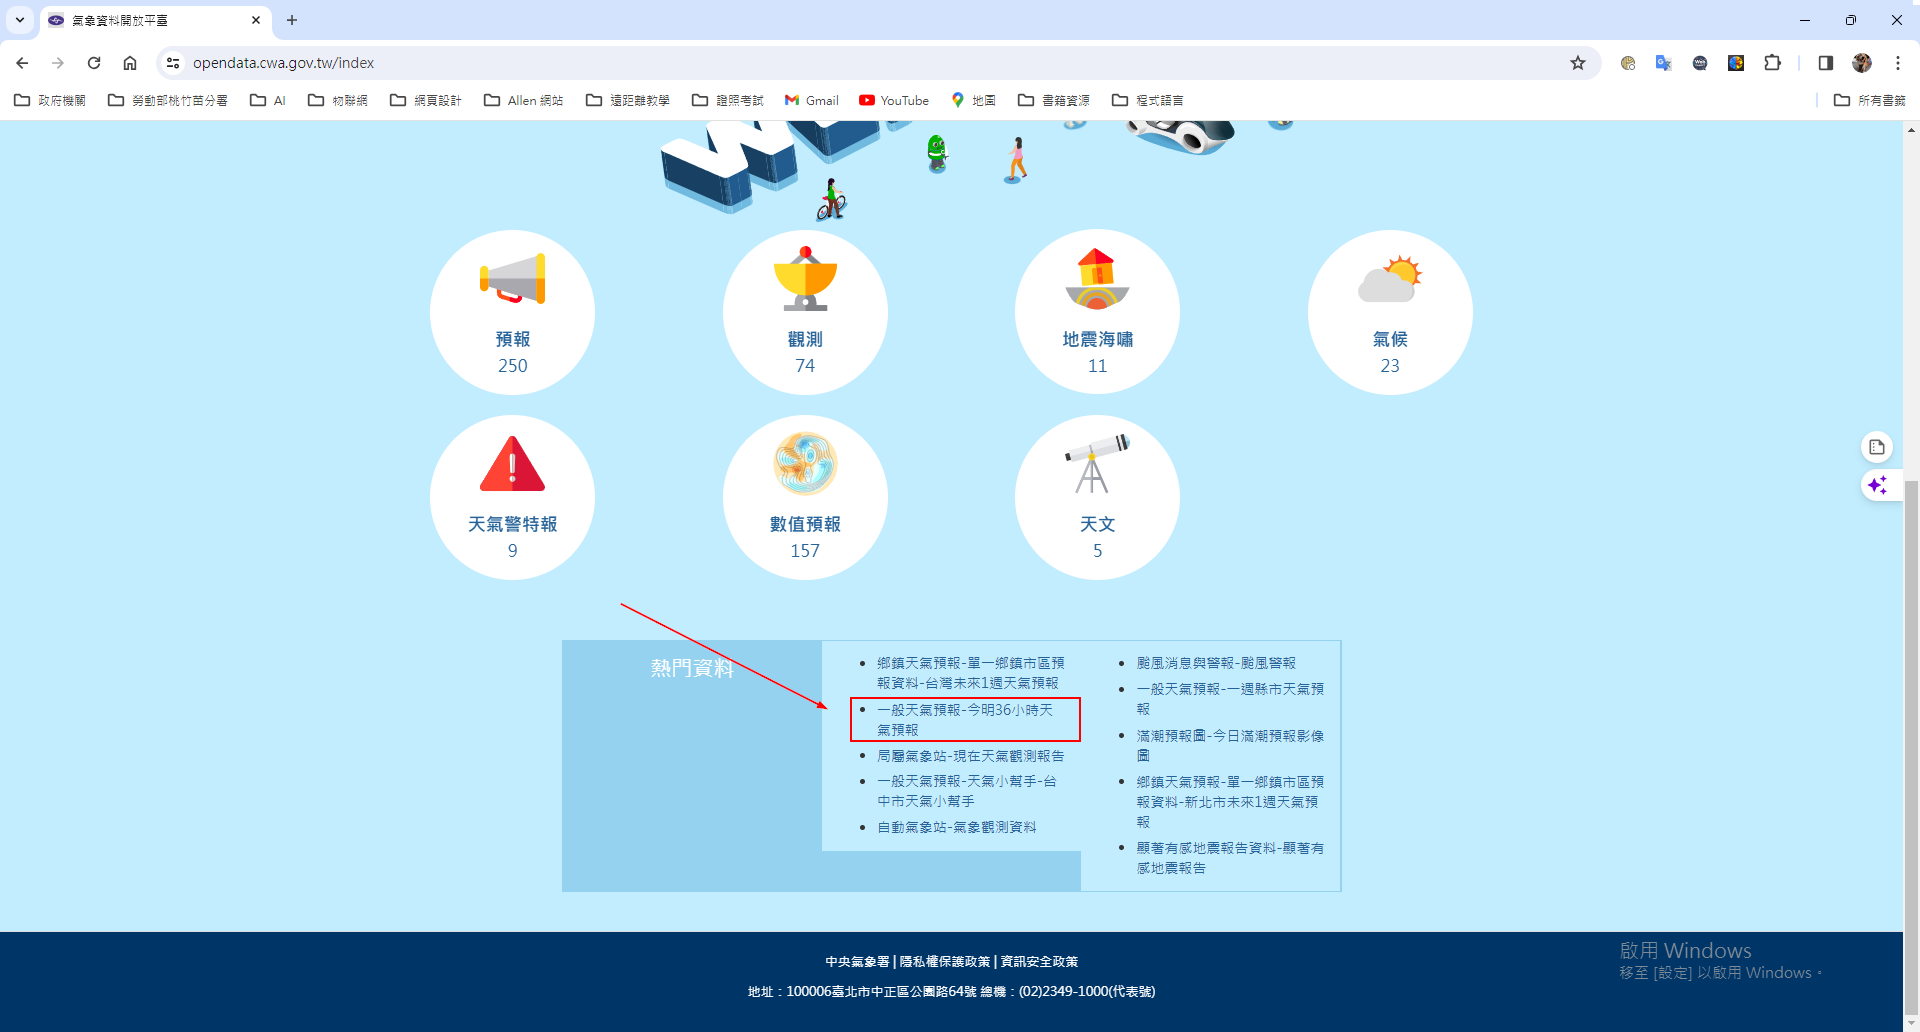 氣象資料開放平臺
opendata.cwa.gov.tw/index
政府機關
勞動部桃竹苗分署
AI
物聯網
網頁設計
Allen 網站
遠距離教學
證照考試
Gmail
YouTube
地圖
書籍資源
程式語言
所有書籤
預報
250
觀測
74
地震海嘯
11
氣候
23
天氣警特報
9
數值預報
157
天文
5
熱門資料
鄉鎮天氣預報-單一鄉鎮市區預
報資料-台灣未來1週天氣預報
一般天氣預報-今明36小時天
氣預報
局屬氣象站-現在天氣觀測報告
一般天氣預報-天氣小幫手-台
中市天氣小幫手
自動氣象站-氣象觀測資料
颱風消息與警報-颱風警報
一般天氣預報-一週縣市天氣預
報
滿潮預報圖-今日滿潮預報影像
圖
鄉鎮天氣預報-單一鄉鎮市區預
報資料-新北市未來1週天氣預
報
顯著有感地震報告資料-顯著有
感地震報告
中央氣象署 | 隱私權保護政策 | 資訊安全政策
地址：100006臺北市中正區公園路64號 總機：(02)2349-1000(代表號)
啟用 Windows
移至 [設定] 以啟用 Windows。